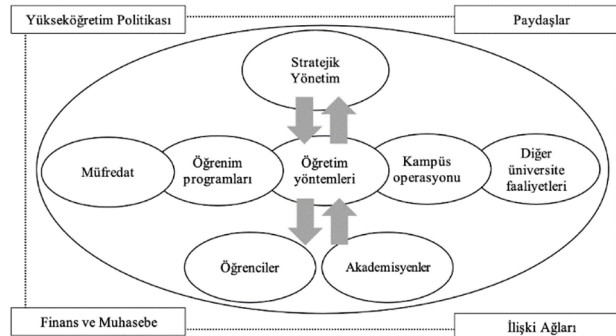 Yükseköğretim Politikası
Paydaşlar
Stratejik
Yönetim
Müfredat
Öğrenim
programları
Öğretim
yöntemleri
Kampüs
operasyonu
Diğer
üniversite
faaliyetleri
Öğrenciler
Akademisyenler
Finans ve Muhasebe
İlişki Ağları